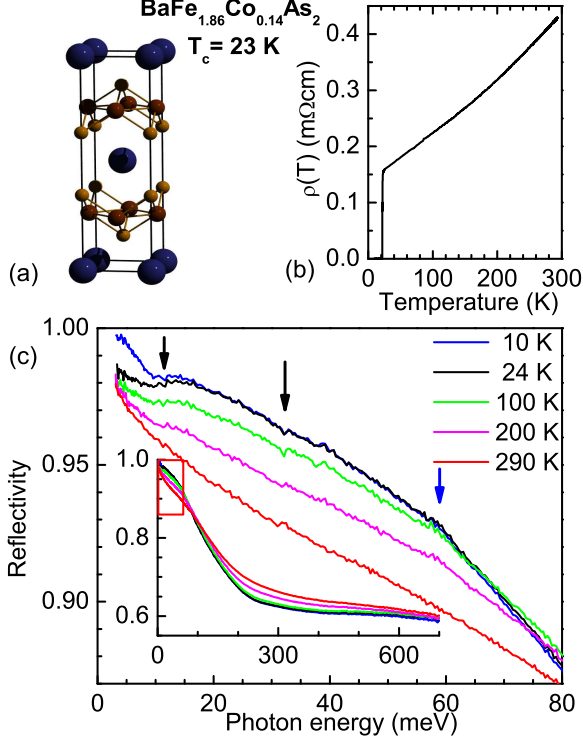 BaFe₁.₈₆Co₀.₁₄As₂
T_c = 23 K
(a)
0.4
0.3
0.2
0.1
0.0
ρ(T) (mΩcm)
0 100 200 300
Temperature (K)
(b)
1.00
0.95
0.90
Reflectivity
(c)
10 K
24 K
100 K
200 K
290 K
1.0
0.8
0.6
0 300 600
0 20 40 60 80
Photon energy (meV)